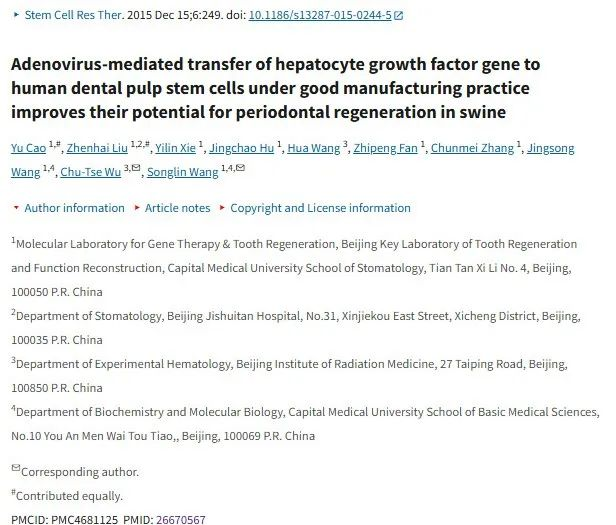 Stem Cell Res Ther. 2015 Dec 15;6:249. doi: 10.1186/s13287-015-0244-5
Adenovirus-mediated transfer of hepatocyte growth factor gene to
human dental pulp stem cells under good manufacturing practice
improves their potential for periodontal regeneration in swine
Yu Cao 1,#, Zhenhai Liu 1,2,#, Yilin Xie 1, Jingchao Hu 1, Hua Wang 3, Zhipeng Fan 1, Chunmei Zhang 1, Jingsong
Wang 1,4, Chu-Tse Wu 3,✉, Songlin Wang 1,4,✉
Author information Article notes Copyright and License information
1Molecular Laboratory for Gene Therapy & Tooth Regeneration, Beijing Key Laboratory of Tooth Regeneration
and Function Reconstruction, Capital Medical University School of Stomatology, Tian Tan Xi Li No. 4, Beijing,
100050 P.R. China
2Department of Stomatology, Beijing Jishuitan Hospital, No.31, Xinjiekou East Street, Xicheng District, Beijing,
100035 P.R. China
3Department of Experimental Hematology, Beijing Institute of Radiation Medicine, 27 Taiping Road, Beijing,
100850 P.R. China
4Department of Biochemistry and Molecular Biology, Capital Medical University School of Basic Medical Sciences,
No.10 You An Men Wai Tou Tiao,, Beijing, 100069 P.R. China
✉Corresponding author.
#Contributed equally.
PMCID: PMC4681125 PMID: 26670567